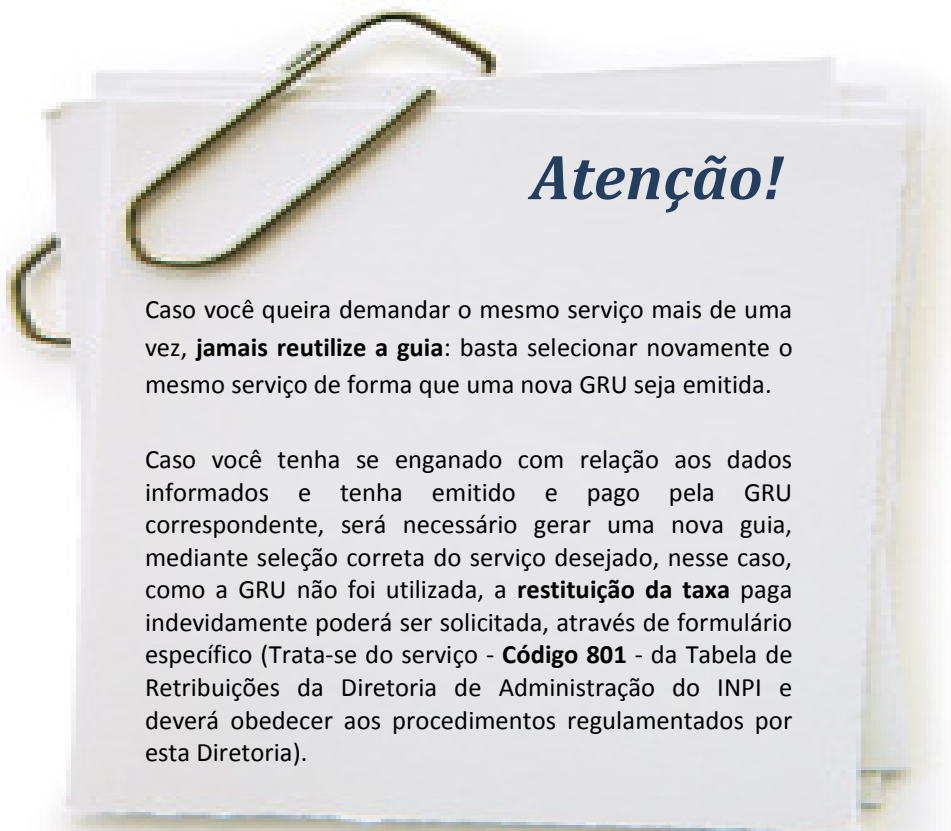 Atenção!
Caso você queira demandar o mesmo serviço mais de uma
vez, jamais reutilize a guia: basta selecionar novamente o
mesmo serviço de forma que uma nova GRU seja emitida.
Caso você tenha se enganado com relação aos dados
informados e tenha emitido e pago pela GRU
correspondente, será necessário gerar uma nova guia,
mediante seleção correta do serviço desejado, nesse caso,
como a GRU não foi utilizada, a restituição da taxa paga
indevidamente poderá ser solicitada, através de formulário
específico (Trata-se do serviço - Código 801 - da Tabela de
Retribuições da Diretoria de Administração do INPI e
deverá obedecer aos procedimentos regulamentados por
esta Diretoria).